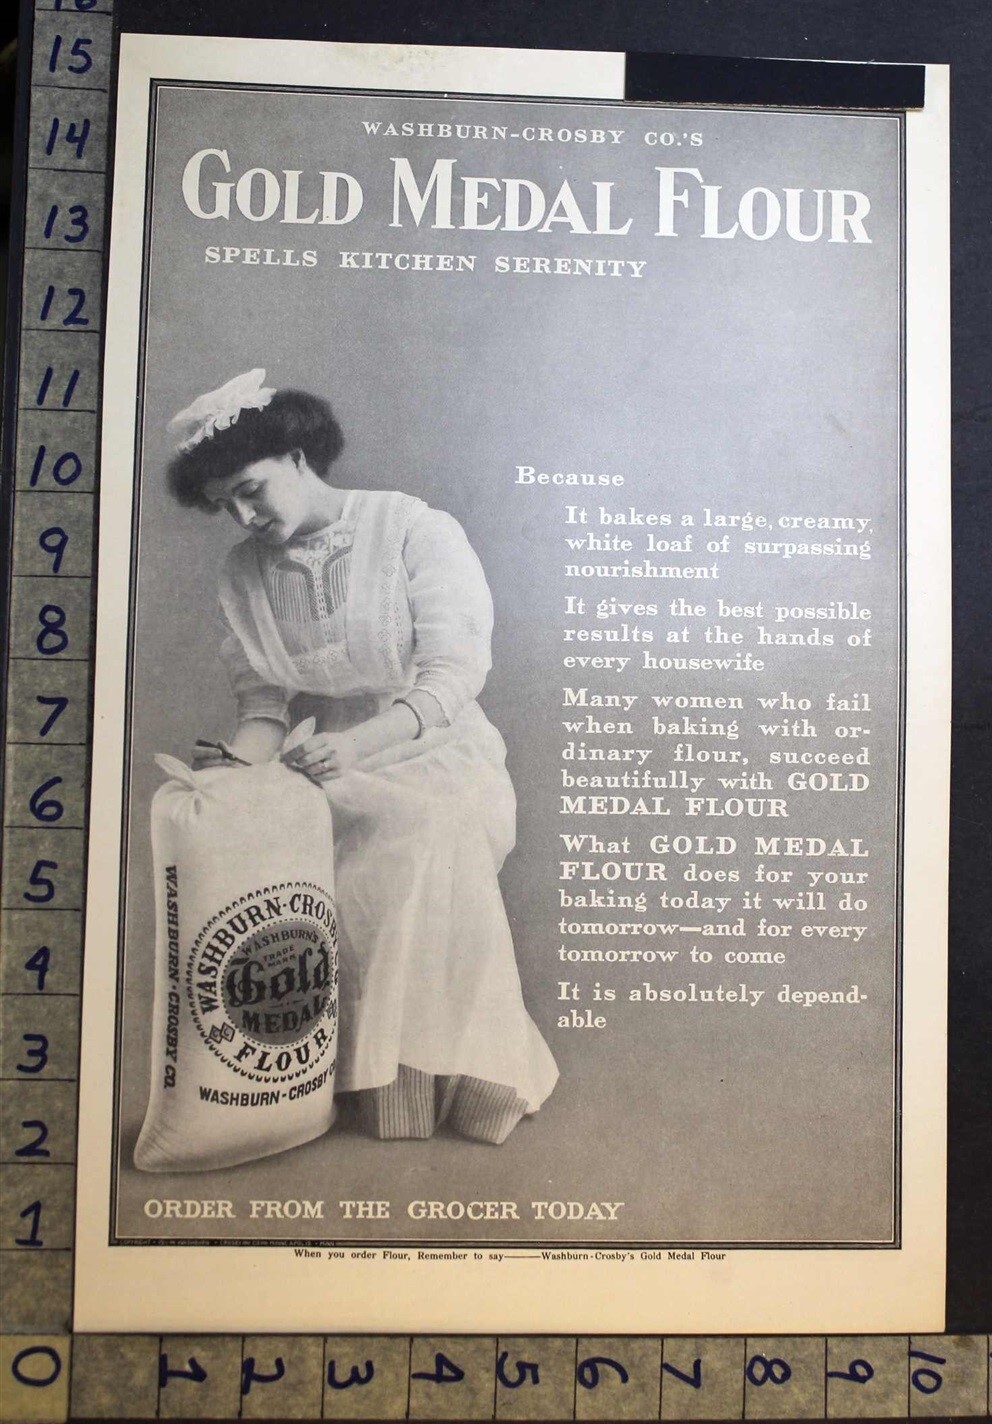 WASHBURN-CROSBY CO.'S
GOLD MEDAL FLOUR
SPELLS KITCHEN SERENITY
Because
It bakes a large, creamy,
white loaf of surpassing
nourishment
It gives the best possible
results at the hands of
every housewife
Many women who fail
when baking with or-
dinary flour, succeed
beautifully with GOLD
MEDAL FLOUR
What GOLD MEDAL
FLOUR does for your
baking today it will do
tomorrow—and for every
tomorrow to come
It is absolutely depend-
able
WASHBURN-CROSBY CO.
WASHBURN-CROSBY
WASHBURN'S
TRADE
MARK
Gold
MEDAL
FLOUR
WASHBURN-CROSBY CO
ORDER FROM THE GROCER TODAY
When you order Flour, Remember to say——Washburn-Crosby's Gold Medal Flour
16
15
14
13
12
11
10
9
8
7
6
5
4
3
2
1
0
1
2
3
4
5
6
7
8
9
10